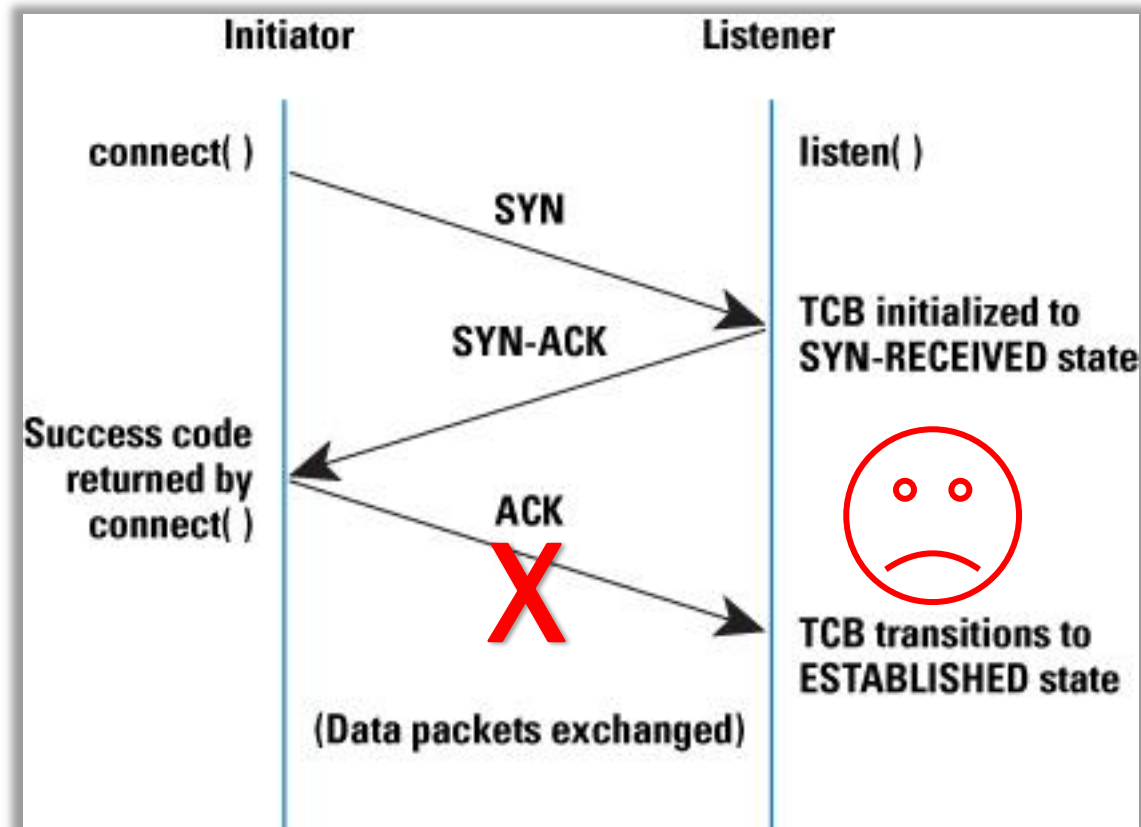 Initiator
Listener
connect( )
listen( )
SYN
TCB initialized to
SYN-RECEIVED state
SYN-ACK
Success code
returned by
connect( )
ACK
X
TCB transitions to
ESTABLISHED state
(Data packets exchanged)